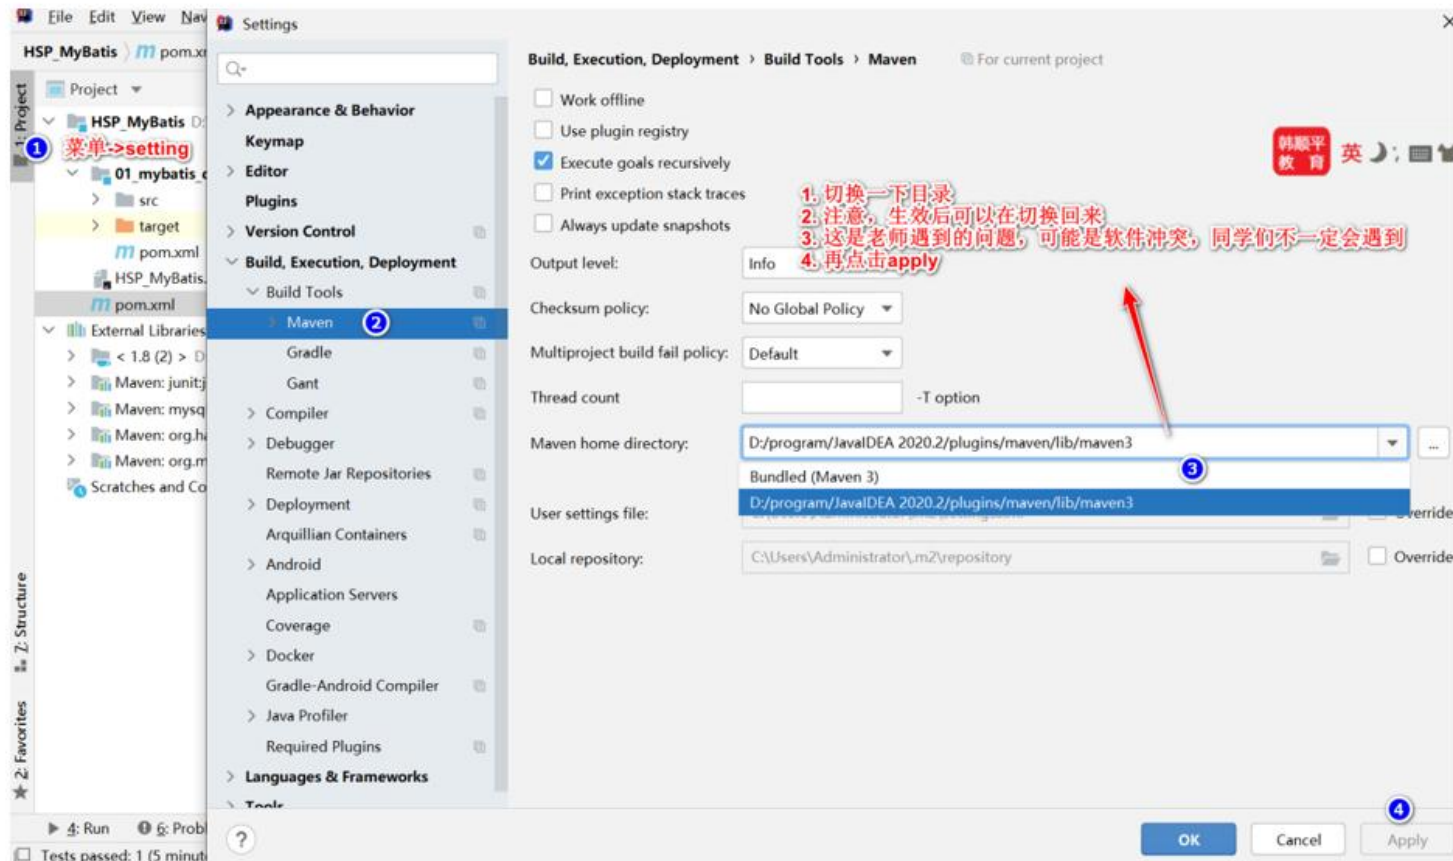 File Edit View Nav
Settings
HSP_MyBatis pom.xm
Project
1: Project
HSP_MyBatis D:
1 菜单->setting
01_mybatis_
src
target
pom.xml
HSP_MyBatis.
pom.xml
External Libraries
< 1.8 (2) > D
Maven: junit:j
Maven: mysq
Maven: org.ha
Maven: org.m
Scratches and Co
Z: Structure
2: Favorites
4: Run 6: Probl
Tests passed: 1 (5 minut
Appearance & Behavior
Keymap
Editor
Plugins
Version Control
Build, Execution, Deployment
Build Tools
Maven 2
Gradle
Gant
Compiler
Debugger
Remote Jar Repositories
Deployment
Arquillian Containers
Android
Application Servers
Coverage
Docker
Gradle-Android Compiler
Java Profiler
Required Plugins
Languages & Frameworks
Tools
?
Build, Execution, Deployment > Build Tools > Maven For current project
Work offline
Use plugin registry
Execute goals recursively
Print exception stack traces
Always update snapshots
韩顺平
教 育
英
1. 切换一下目录
2. 注意，生效后可以在切换回来
3. 这是老师遇到的问题，可能是软件冲突，同学们不一定会遇到
4. 再点击apply
Output level: Info
Checksum policy: No Global Policy
Multiproject build fail policy: Default
Thread count -T option
Maven home directory: D:/program/JavaIDEA 2020.2/plugins/maven/lib/maven3 ...
Bundled (Maven 3) 3
D:/program/JavaIDEA 2020.2/plugins/maven/lib/maven3
User settings file: Override
Local repository: C:\Users\Administrator\.m2\repository Override
4
OK Cancel Apply